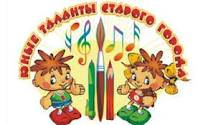 ЮНЫЕ ТАЛАНТЫ СТАРОГО ГОРОДА